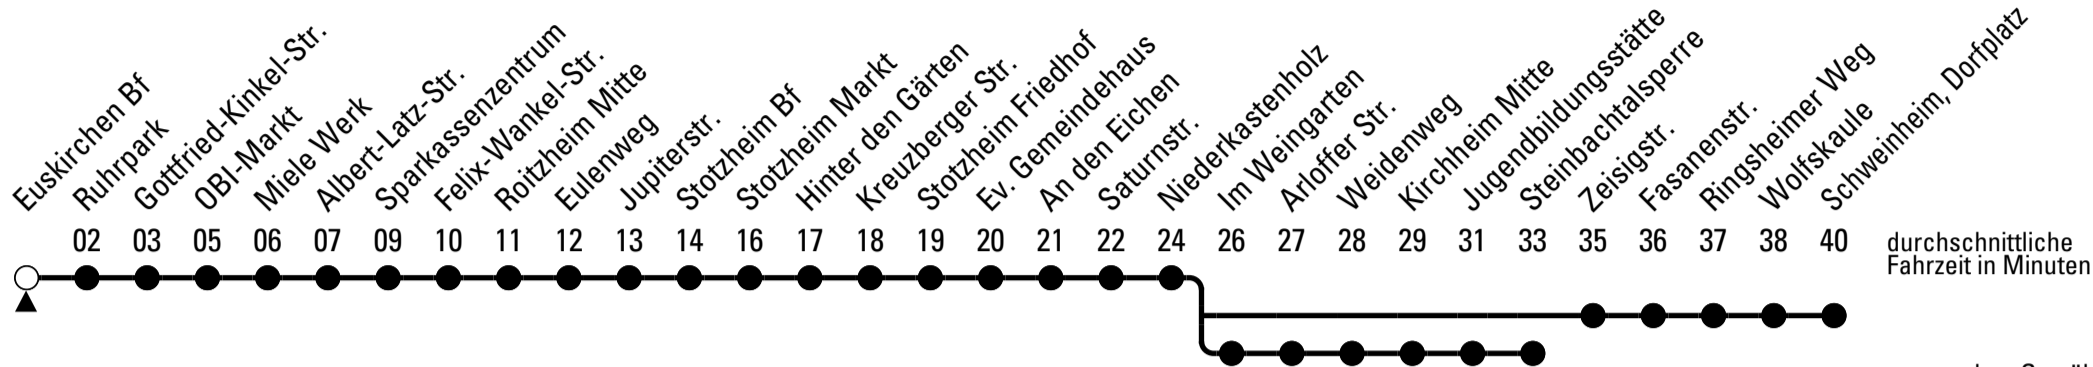 Euskirchen Bf
Ruhrpark
Gottfried-Kinkel-Str.
OBI-Markt
Miele Werk
Albert-Latz-Str.
Sparkassenzentrum
Felix-Wankel-Str.
Roitzheim Mitte
Eulenweg
Jupiterstr.
Stotzheim Bf
Stotzheim Markt
Hinter den Gärten
Kreuzberger Str.
Stotzheim Friedhof
Ev. Gemeindehaus
An den Eichen
Saturnstr.
Niederkastenholz
Im Weingarten
Arloffer Str.
Weidenweg
Kirchheim Mitte
Jugendbildungsstätte
Steinbachtalsperre
Zeisigstr.
Fasanenstr.
Ringsheimer Weg
Wolfskaule
Schweinheim, Dorfplatz
02 03 05 06 07 09 10 11 12 13 14 16 17 18 19 20 21 22 24 26 27 28 29 31 33 35 36 37 38 40
durchschnittliche
Fahrzeit in Minuten